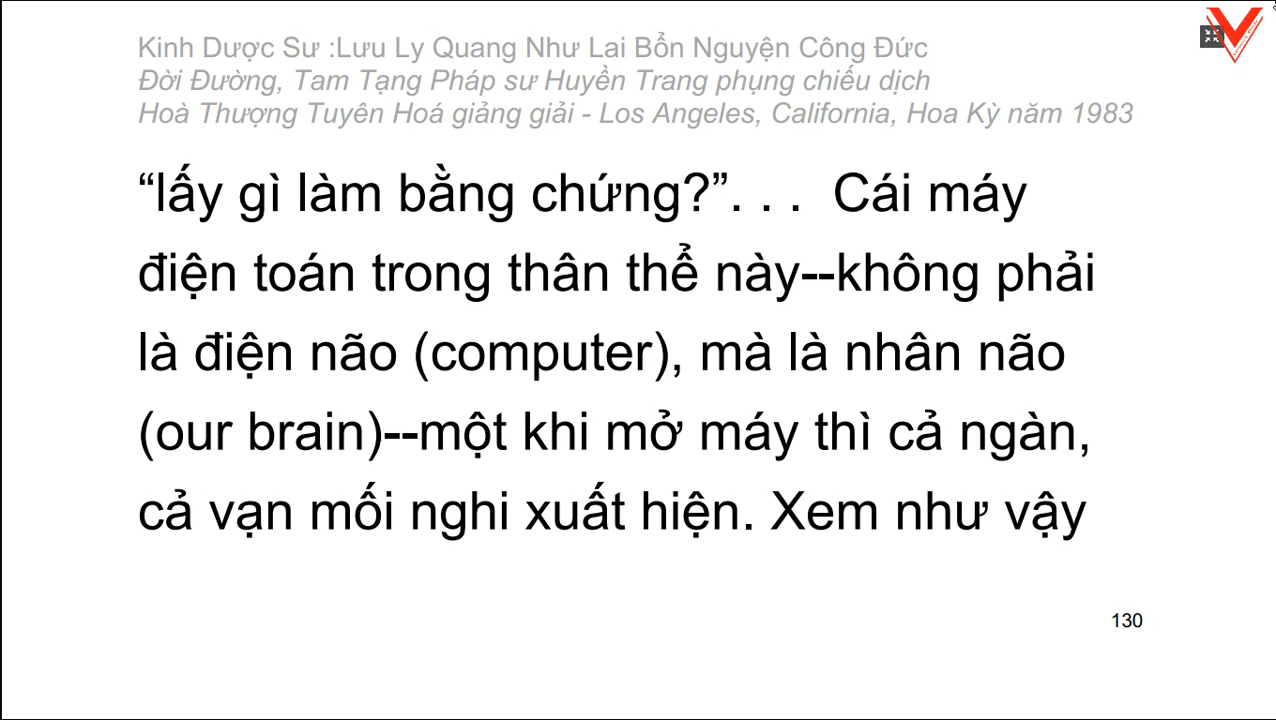 Kinh Dược Sư :Lưu Ly Quang Như Lai Bổn Nguyện Công Đức
Đời Đường, Tam Tạng Pháp sư Huyền Trang phụng chiếu dịch
Hoà Thượng Tuyên Hoá giảng giải - Los Angeles, California, Hoa Kỳ năm 1983
“lấy gì làm bằng chứng?”. . .  Cái máy
điện toán trong thân thể này--không phải
là điện não (computer), mà là nhân não
(our brain)--một khi mở máy thì cả ngàn,
cả vạn mối nghi xuất hiện. Xem như vậy
130